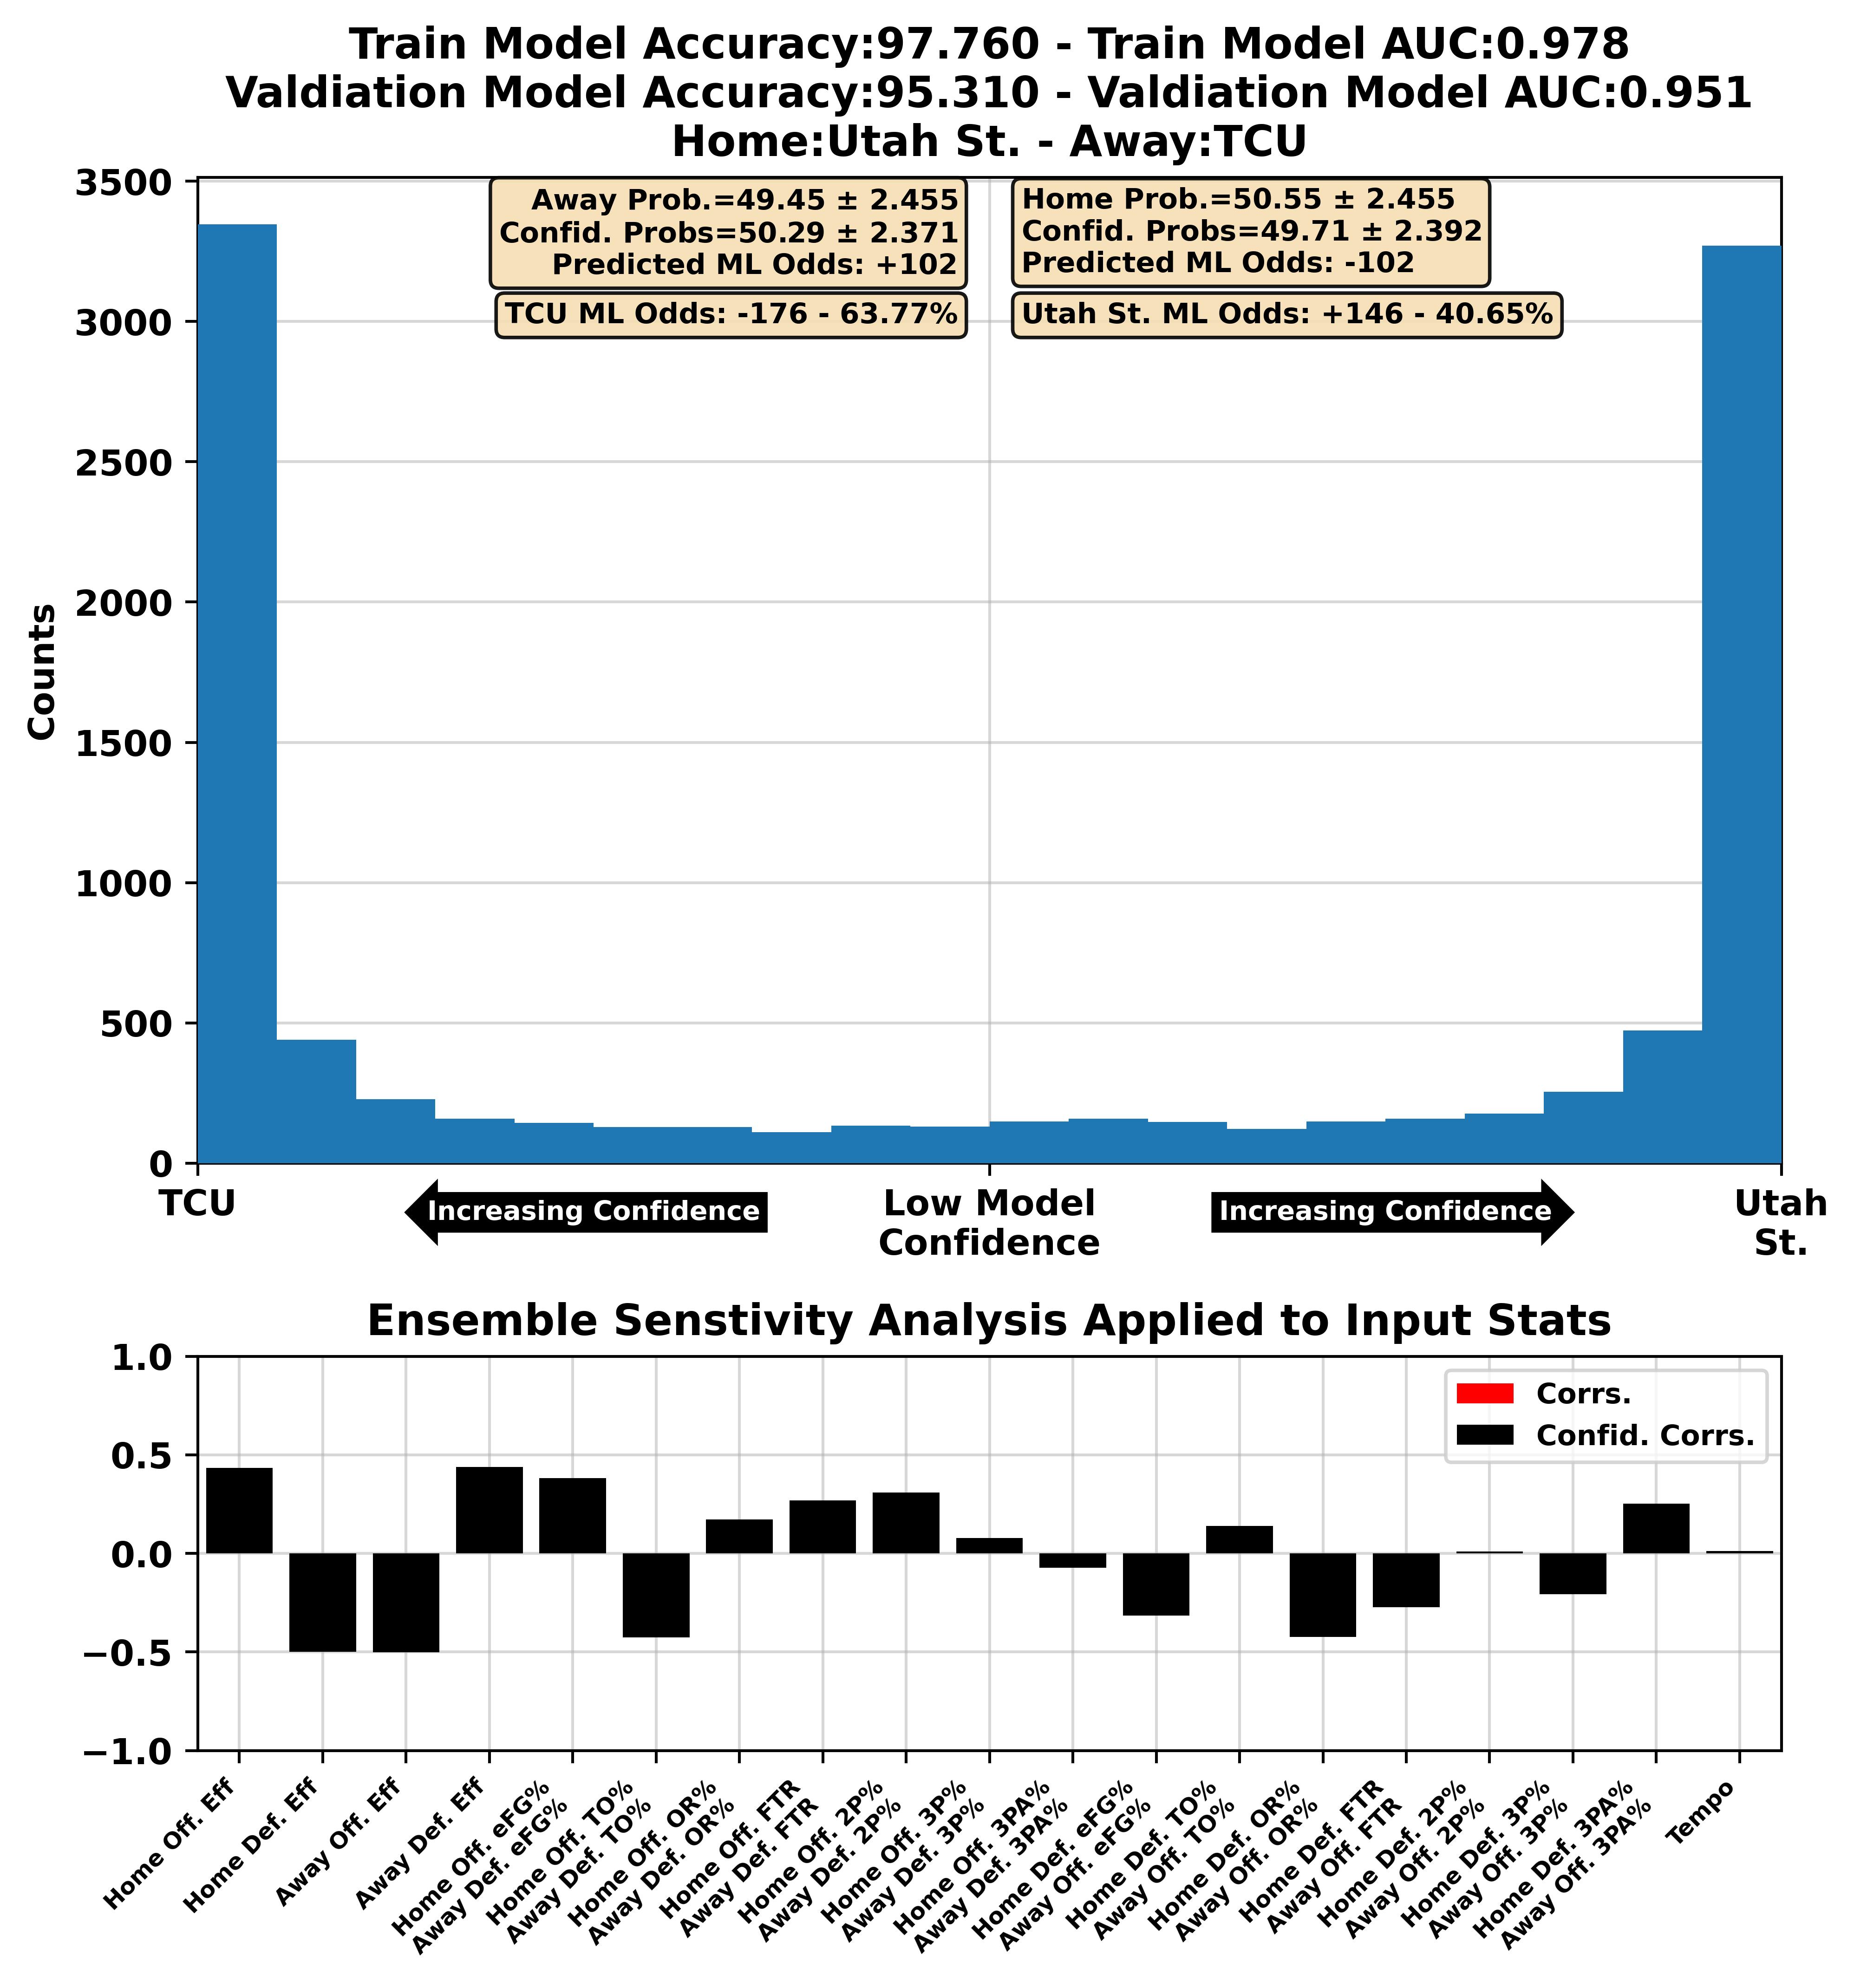 Train Model Accuracy:97.760 - Train Model AUC:0.978
Valdiation Model Accuracy:95.310 - Valdiation Model AUC:0.951
Home:Utah St. - Away:TCU
3500
3000
2500
2000
1500
1000
500
0
Counts
Away Prob.=49.45 ± 2.455
Confid. Probs=50.29 ± 2.371
Predicted ML Odds: +102
TCU ML Odds: -176 - 63.77%
Home Prob.=50.55 ± 2.455
Confid. Probs=49.71 ± 2.392
Predicted ML Odds: -102
Utah St. ML Odds: +146 - 40.65%
TCU
Increasing Confidence
Low Model
Confidence
Increasing Confidence
Utah
St.
Ensemble Senstivity Analysis Applied to Input Stats
1.0
0.5
0.0
−0.5
−1.0
Corrs.
Confid. Corrs.
Home Off. Eff
Home Def. Eff
Away Off. Eff
Away Def. Eff
Home Off. eFG%
Away Def. eFG%
Home Off. TO%
Away Def. TO%
Home Off. OR%
Away Def. OR%
Home Off. FTR
Away Def. FTR
Home Off. 2P%
Away Def. 2P%
Home Off. 3P%
Away Def. 3P%
Home Off. 3PA%
Away Def. 3PA%
Home Def. eFG%
Away Off. eFG%
Home Def. TO%
Away Off. TO%
Home Def. OR%
Away Off. OR%
Home Def. FTR
Away Off. FTR
Home Def. 2P%
Away Off. 2P%
Home Def. 3P%
Away Off. 3P%
Home Def. 3PA%
Away Off. 3PA%
Tempo